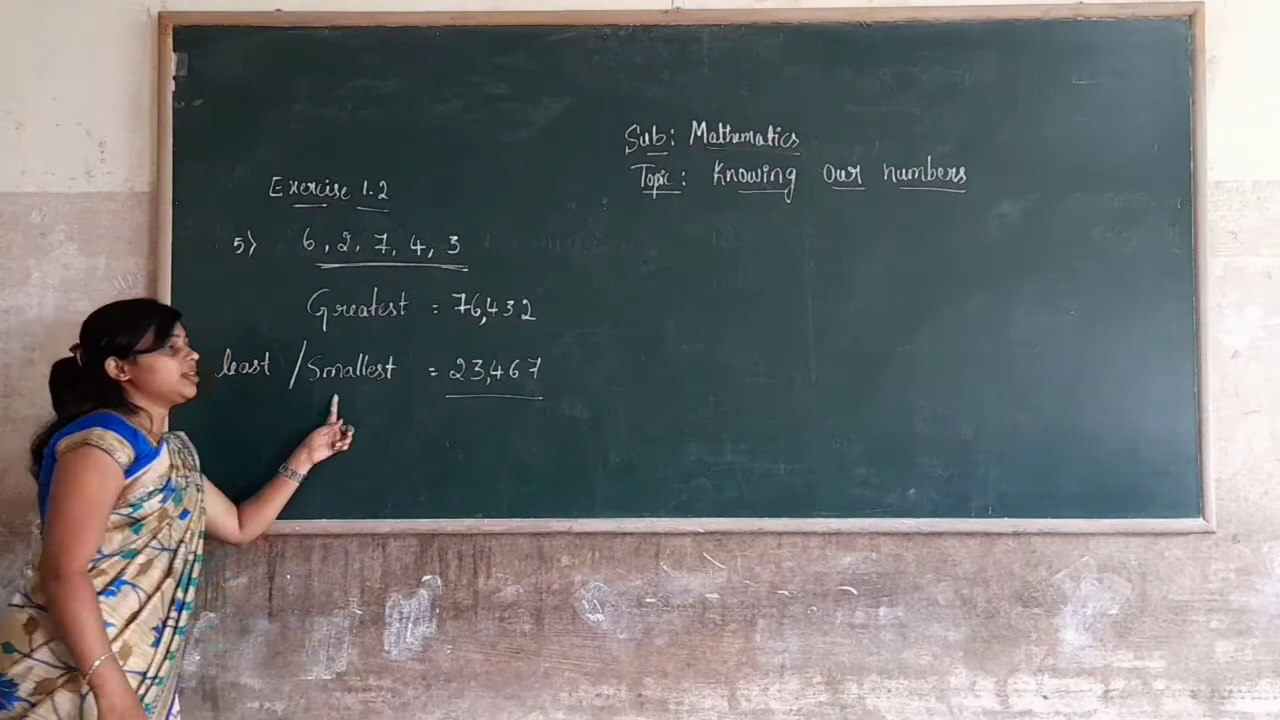 Sub: Mathematics
Topic: Knowing Our numbers
Exercise 1.2
5) 6, 2, 7, 4, 3
Greatest = 76,432
least / Smallest = 23,467